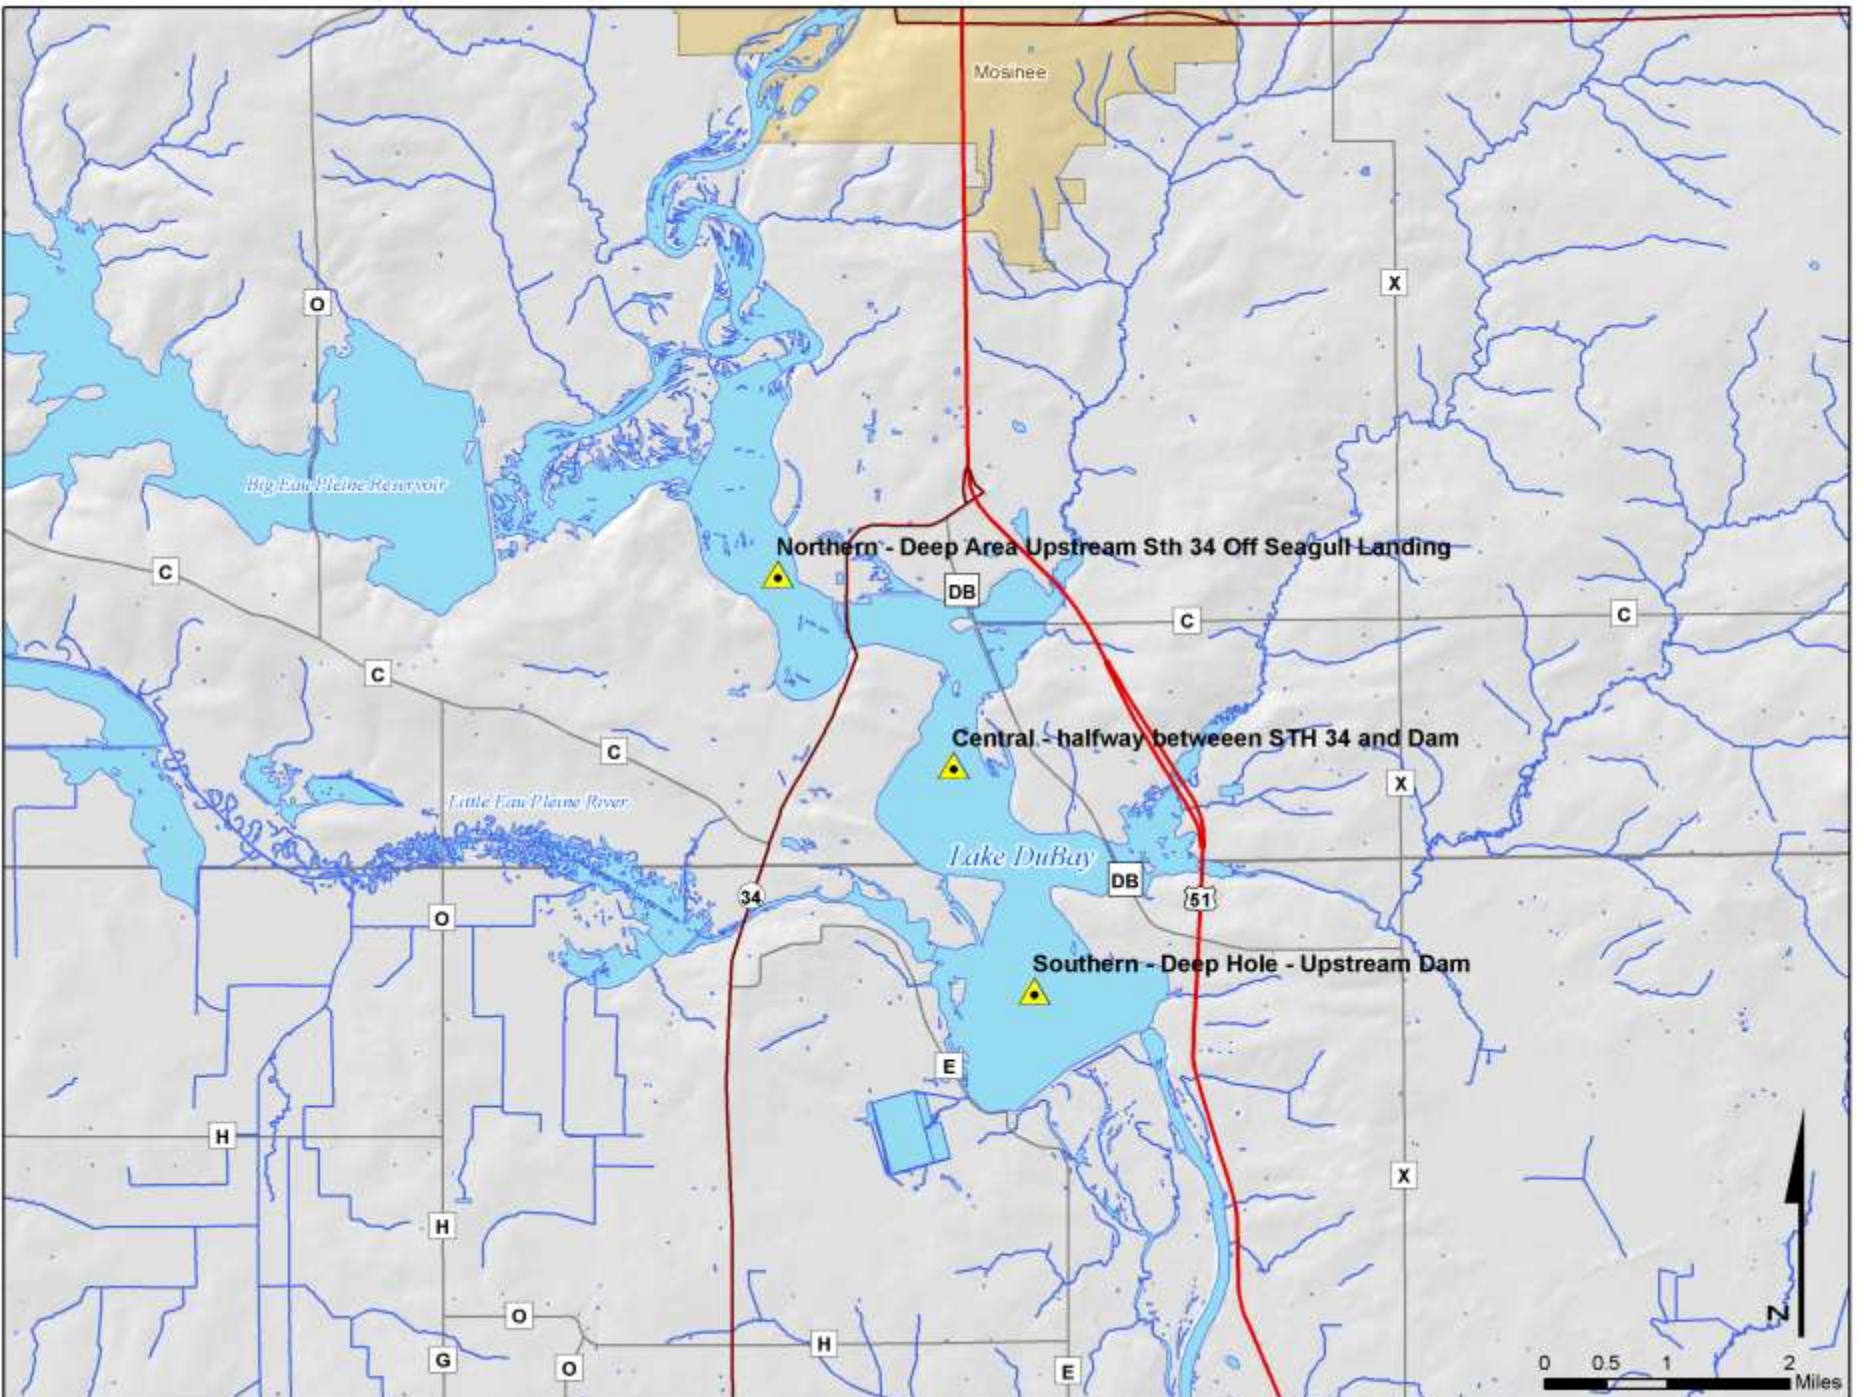 Mosinee
X
O
Big Eau Pleine Reservoir
Northern - Deep Area Upstream Sth 34 Off Seagull Landing
C
DB
C
C
C
Central - halfway betweeen STH 34 and Dam
C
X
Little Eau Pleine River
Lake DuBay
DB
34
51
O
Southern - Deep Hole - Upstream Dam
E
H
X
H
O
H
G
O
E
N
0 0.5 1 2
Miles